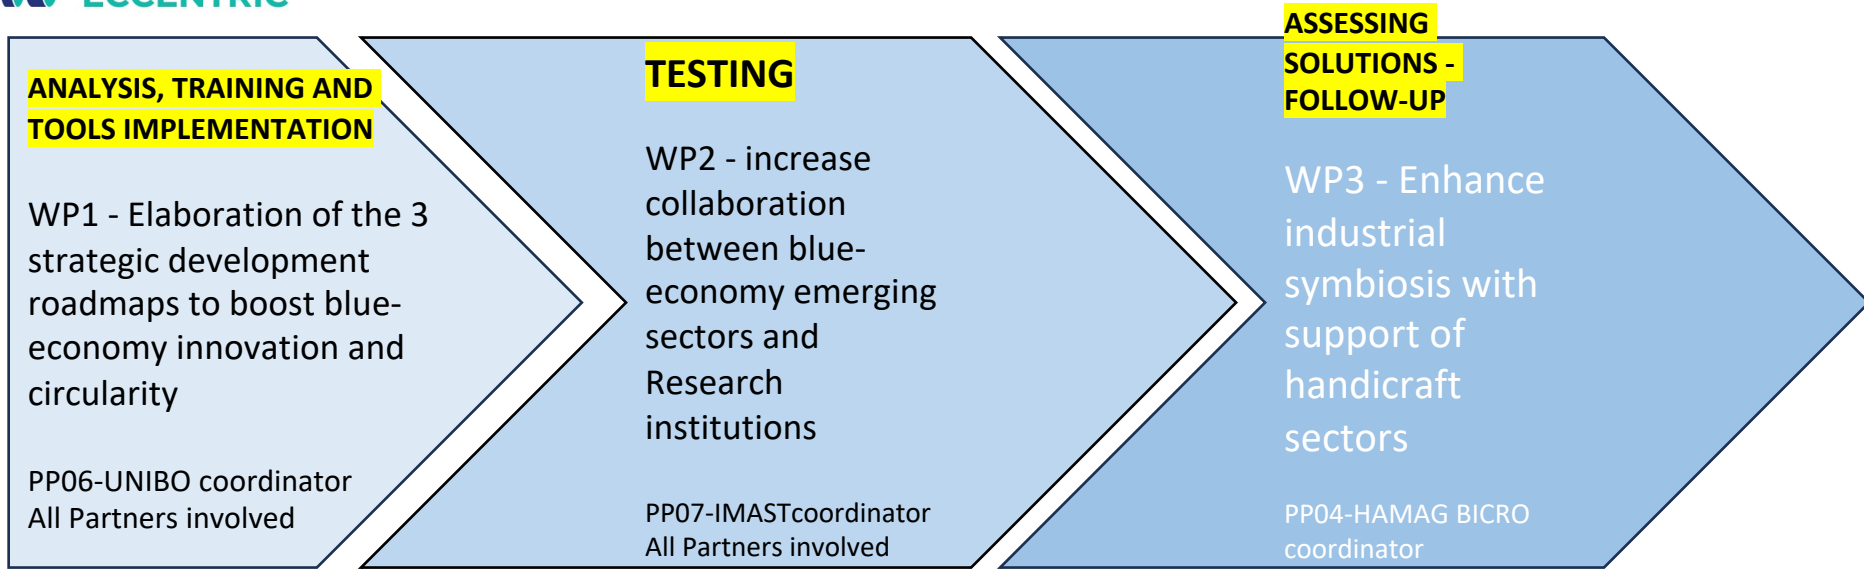 ECCENTRIC
ANALYSIS, TRAINING AND
TOOLS IMPLEMENTATION
WP1 - Elaboration of the 3
strategic development
roadmaps to boost blue-
economy innovation and
circularity
PP06-UNIBO coordinator
All Partners involved
TESTING
WP2 - increase
collaboration
between blue-
economy emerging
sectors and
Research
institutions
PP07-IMASTcoordinator
All Partners involved
ASSESSING
SOLUTIONS -
FOLLOW-UP
WP3 - Enhance
industrial
symbiosis with
support of
handicraft
sectors
PP04-HAMAG BICRO
coordinator